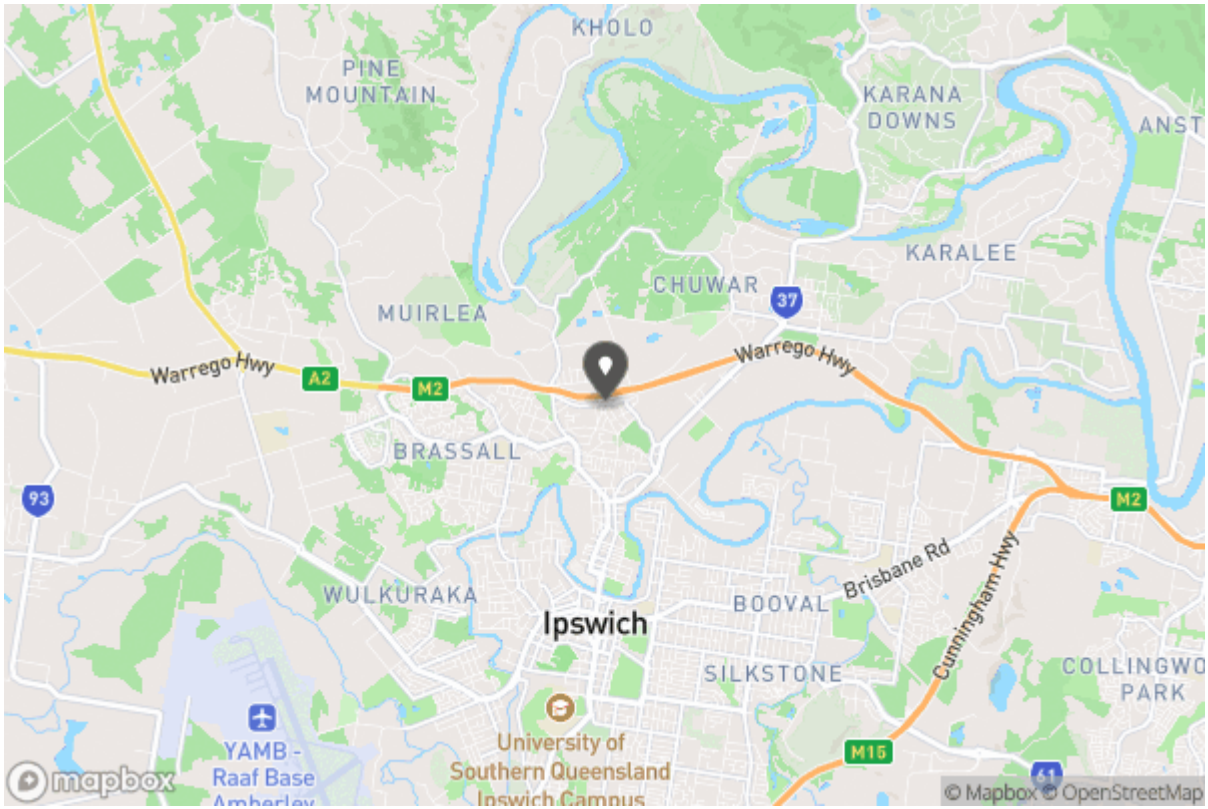 KHOLO
PINE
MOUNTAIN
KARANA
DOWNS
ANST
KARALEE
CHUWAR
37
MUIRLEA
Warrego Hwy
Warrego Hwy
A2
M2
BRASSALL
93
M2
Brisbane Rd
Cunningham Hwy
WULKURAKA
BOOVAL
Ipswich
SILKSTONE
COLLINGWO
PARK
University of
Southern Queensland
Ipswich Campus
YAMB -
Raaf Base
Amberley
M15
61
mapbox
© Mapbox © OpenStreetMap